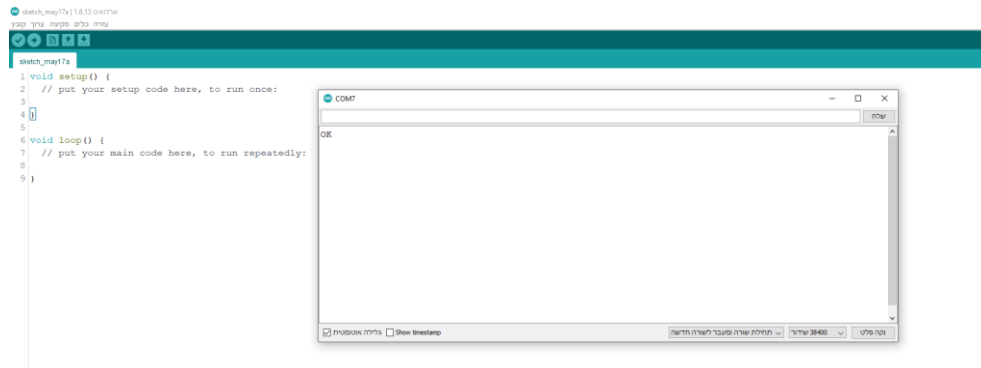 sketch_may17a | 1.8.13 ארדואינו
קובץ עריכה סקיצה כלים עזרה
sketch_may17a
1 void setup() {
2 // put your setup code here, to run once:
3
4 }
5
6 void loop() {
7 // put your main code here, to run repeatedly:
8
9 }
COM7
שלח
OK
גלילה אוטומטית
Show timestamp
תחילת שורה ומעבר לשורה חדשה
38400 שידור
נקה פלט